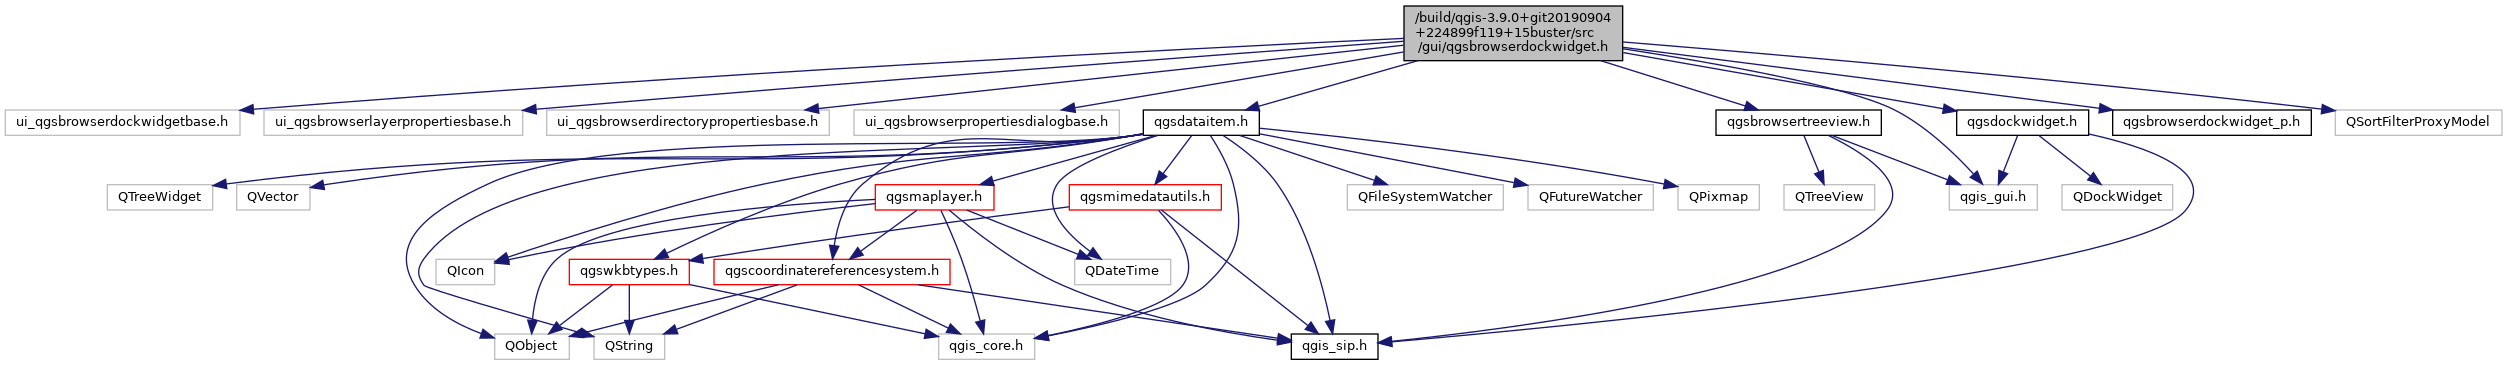 /build/qgis-3.9.0+git20190904
+224899f119+15buster/src
/gui/qgsbrowserdockwidget.h
ui_qgsbrowserdockwidgetbase.h
ui_qgsbrowserlayerpropertiesbase.h
ui_qgsbrowserdirectorypropertiesbase.h
ui_qgsbrowserpropertiesdialogbase.h
qgsdataitem.h
qgsbrowsertreeview.h
qgsdockwidget.h
qgsbrowserdockwidget_p.h
QSortFilterProxyModel
QTreeWidget
QVector
qgsmaplayer.h
qgsmimedatautils.h
QFileSystemWatcher
QFutureWatcher
QPixmap
QTreeView
qgis_gui.h
QDockWidget
QIcon
qgswkbtypes.h
qgscoordinatereferencesystem.h
QDateTime
QObject
QString
qgis_core.h
qgis_sip.h